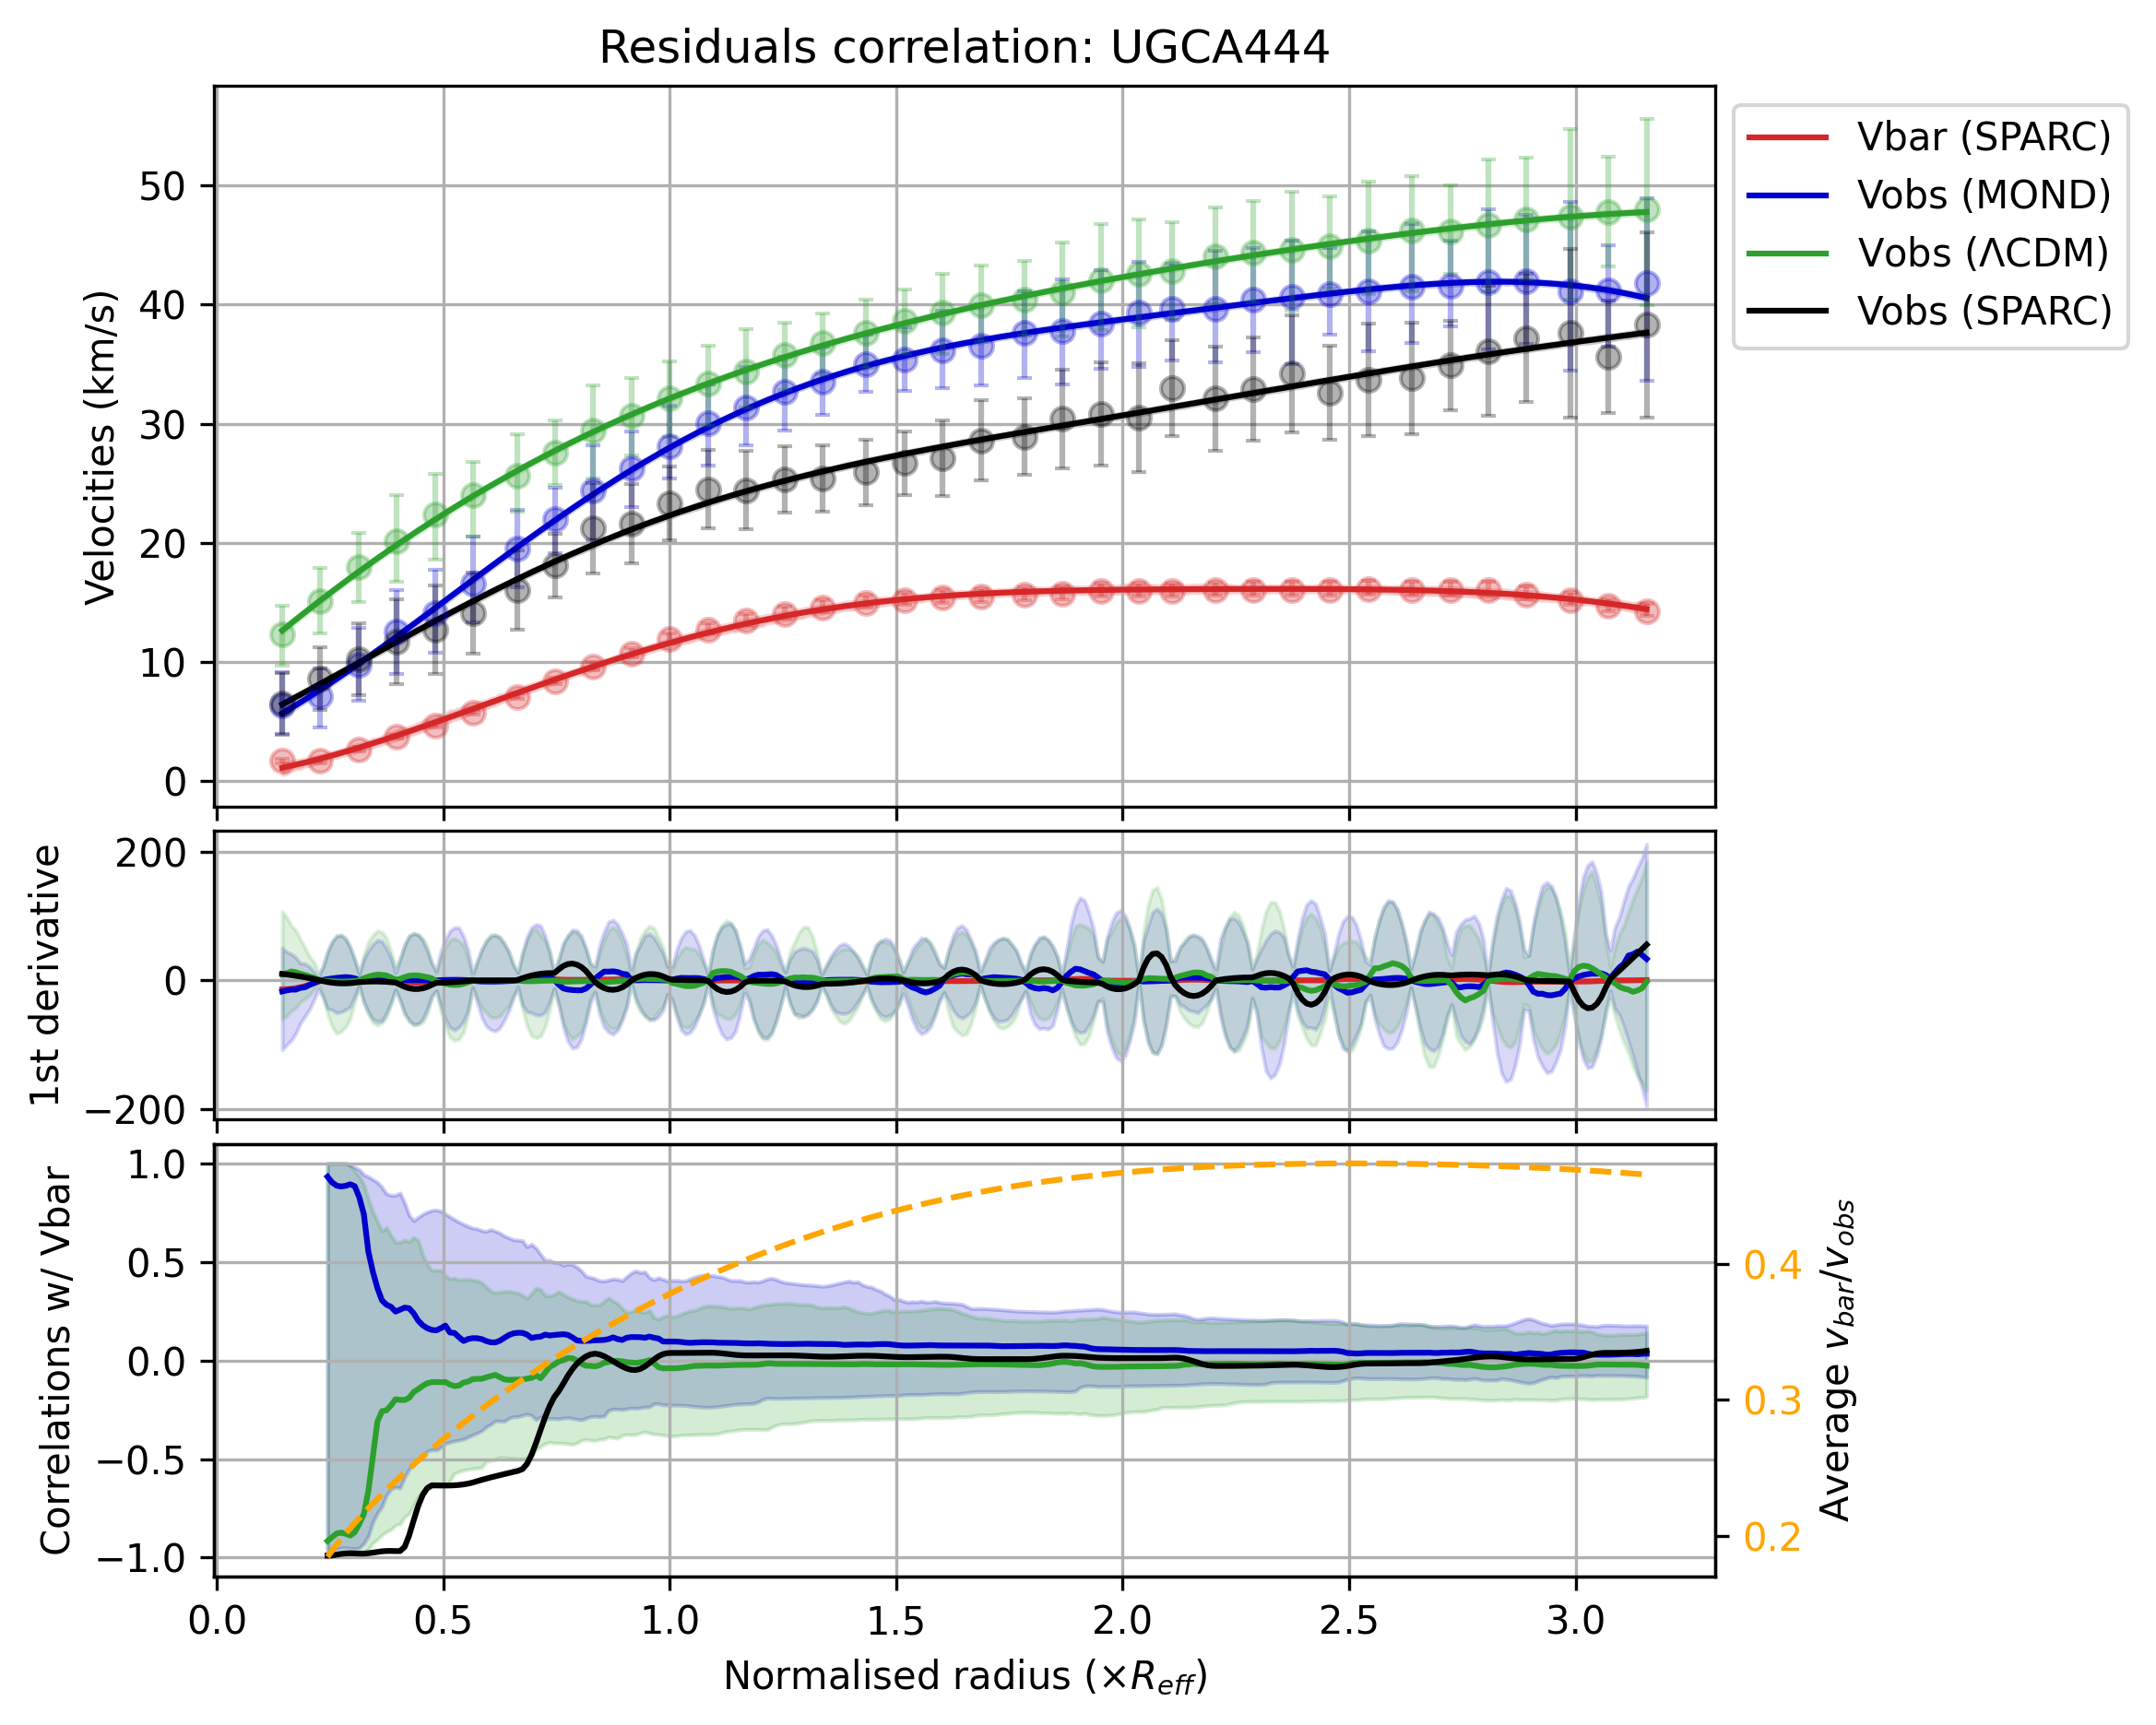 Residuals correlation: UGCA444
Velocities (km/s)
50
40
30
20
10
0
Vbar (SPARC)
Vobs (MOND)
Vobs (ΛCDM)
Vobs (SPARC)
1st derivative
200
0
−200
Correlations w/ Vbar
1.0
0.5
0.0
−0.5
−1.0
0.4
0.3
0.2
Average v_bar/v_obs
0.0 0.5 1.0 1.5 2.0 2.5 3.0
Normalised radius (×R_eff)